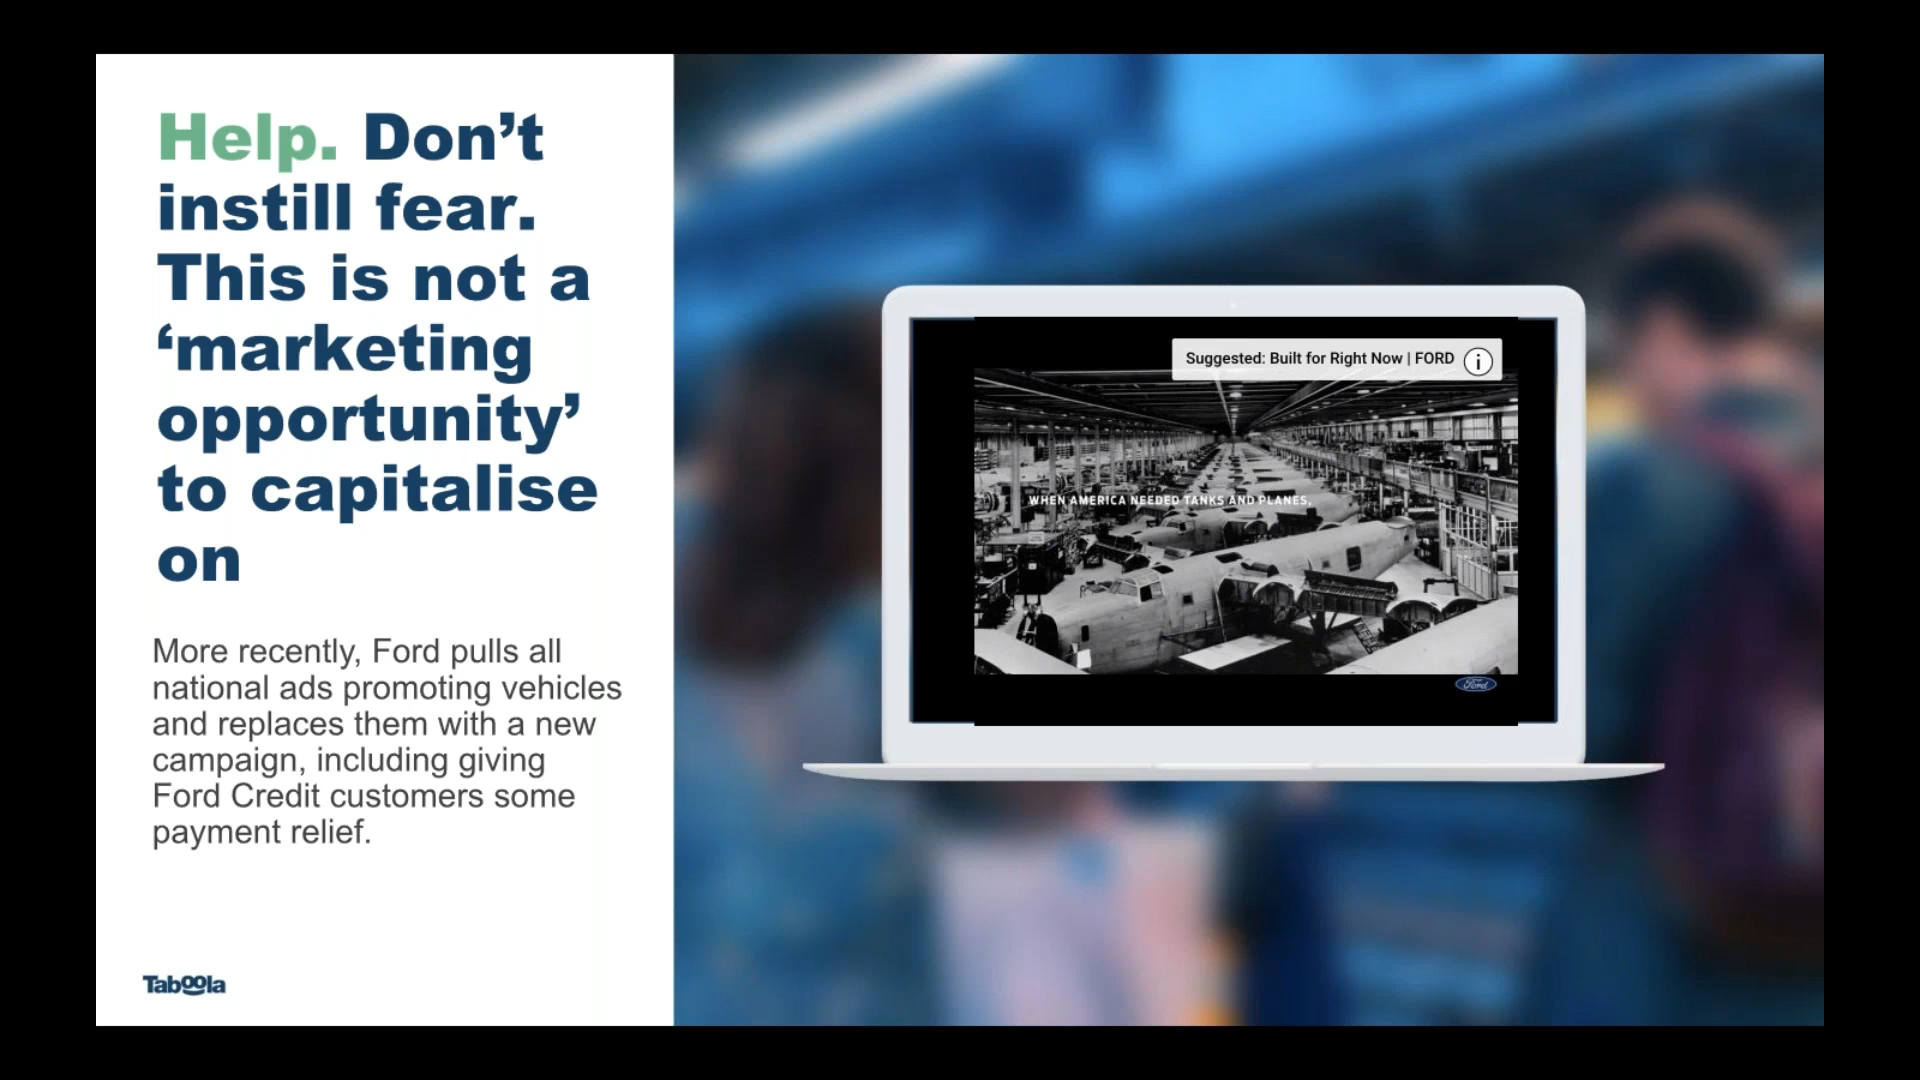 Help. Don’t
instill fear.
This is not a
‘marketing
opportunity’
to capitalise
on
More recently, Ford pulls all
national ads promoting vehicles
and replaces them with a new
campaign, including giving
Ford Credit customers some
payment relief.
Taboola
Suggested: Built for Right Now | FORD
i
WHEN AMERICA NEEDED TANKS AND PLANES,
Ford